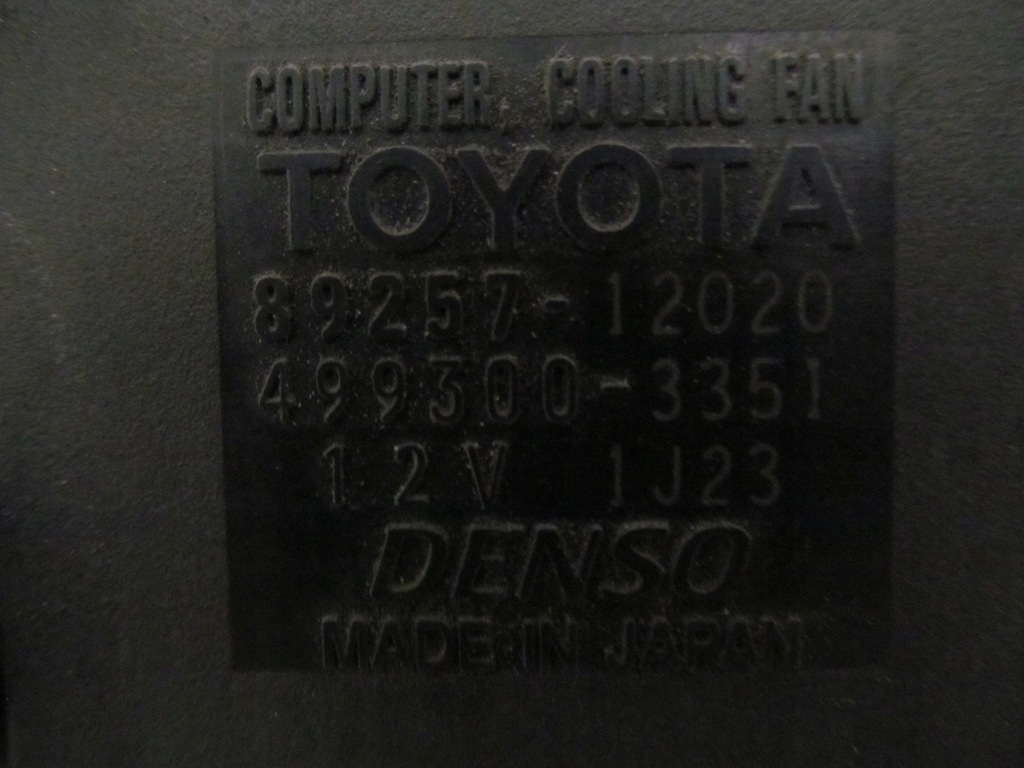 COMPUTER, COOLING FAN
TOYOTA
89257-12020
499300-3351
12V 1J23
DENSO
MADE IN JAPAN